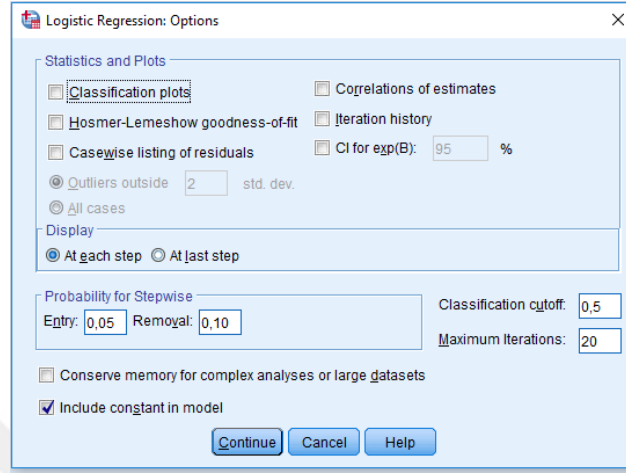 Logistic Regression: Options
Statistics and Plots
Classification plots
Correlations of estimates
Hosmer-Lemeshow goodness-of-fit
Iteration history
Casewise listing of residuals
CI for exp(B): 95 %
Outliers outside 2 std. dev.
All cases
Display
At each step At last step
Probability for Stepwise
Entry: 0,05 Removal: 0,10
Classification cutoff: 0,5
Maximum Iterations: 20
Conserve memory for complex analyses or large datasets
Include constant in model
Continue Cancel Help